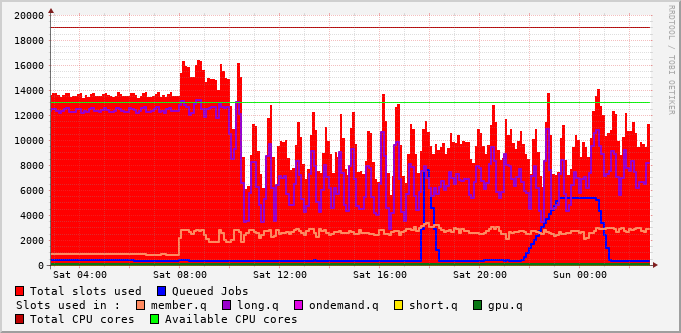 20000
18000
16000
14000
12000
10000
8000
6000
4000
2000
0
Sat 04:00 Sat 08:00 Sat 12:00 Sat 16:00 Sat 20:00 Sun 00:00
Total slots used Queued Jobs
Slots used in : member.q long.q ondemand.q short.q gpu.q
Total CPU cores Available CPU cores
RRDTOOL / TOBI OETIKER